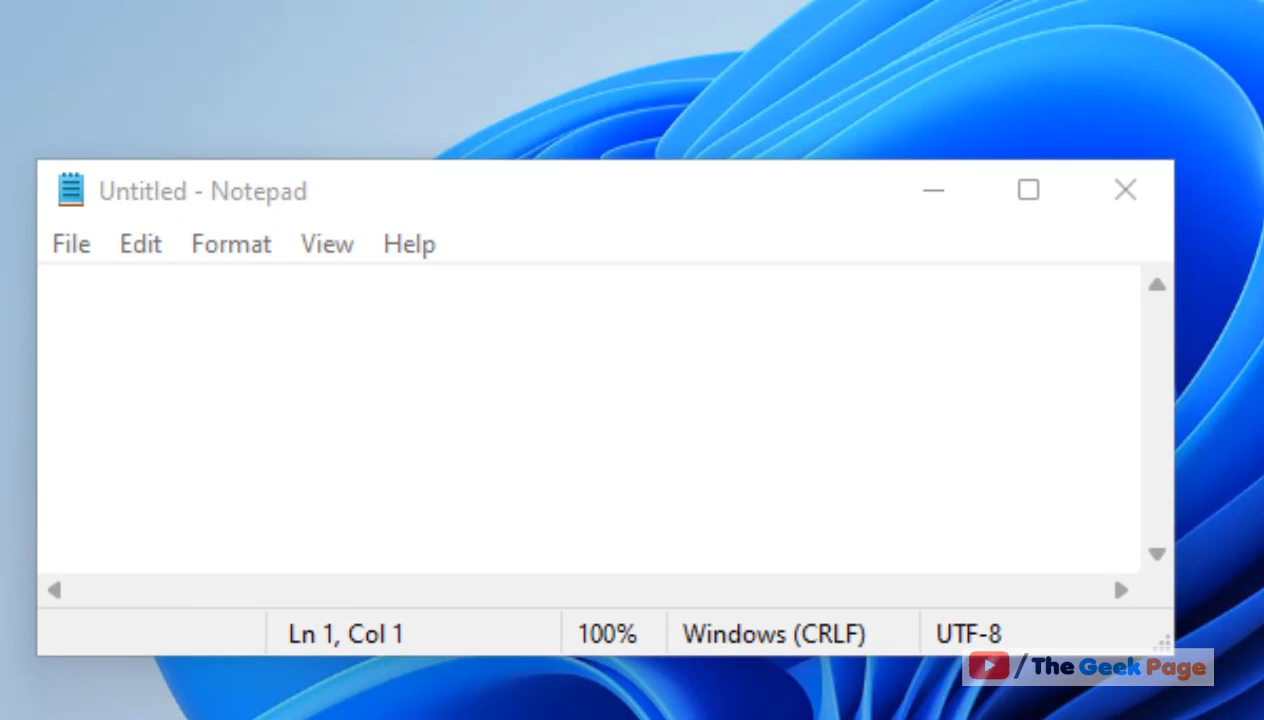 Untitled - Notepad
File Edit Format View Help
Ln 1, Col 1 100% Windows (CRLF) UTF-8
/The Geek Page